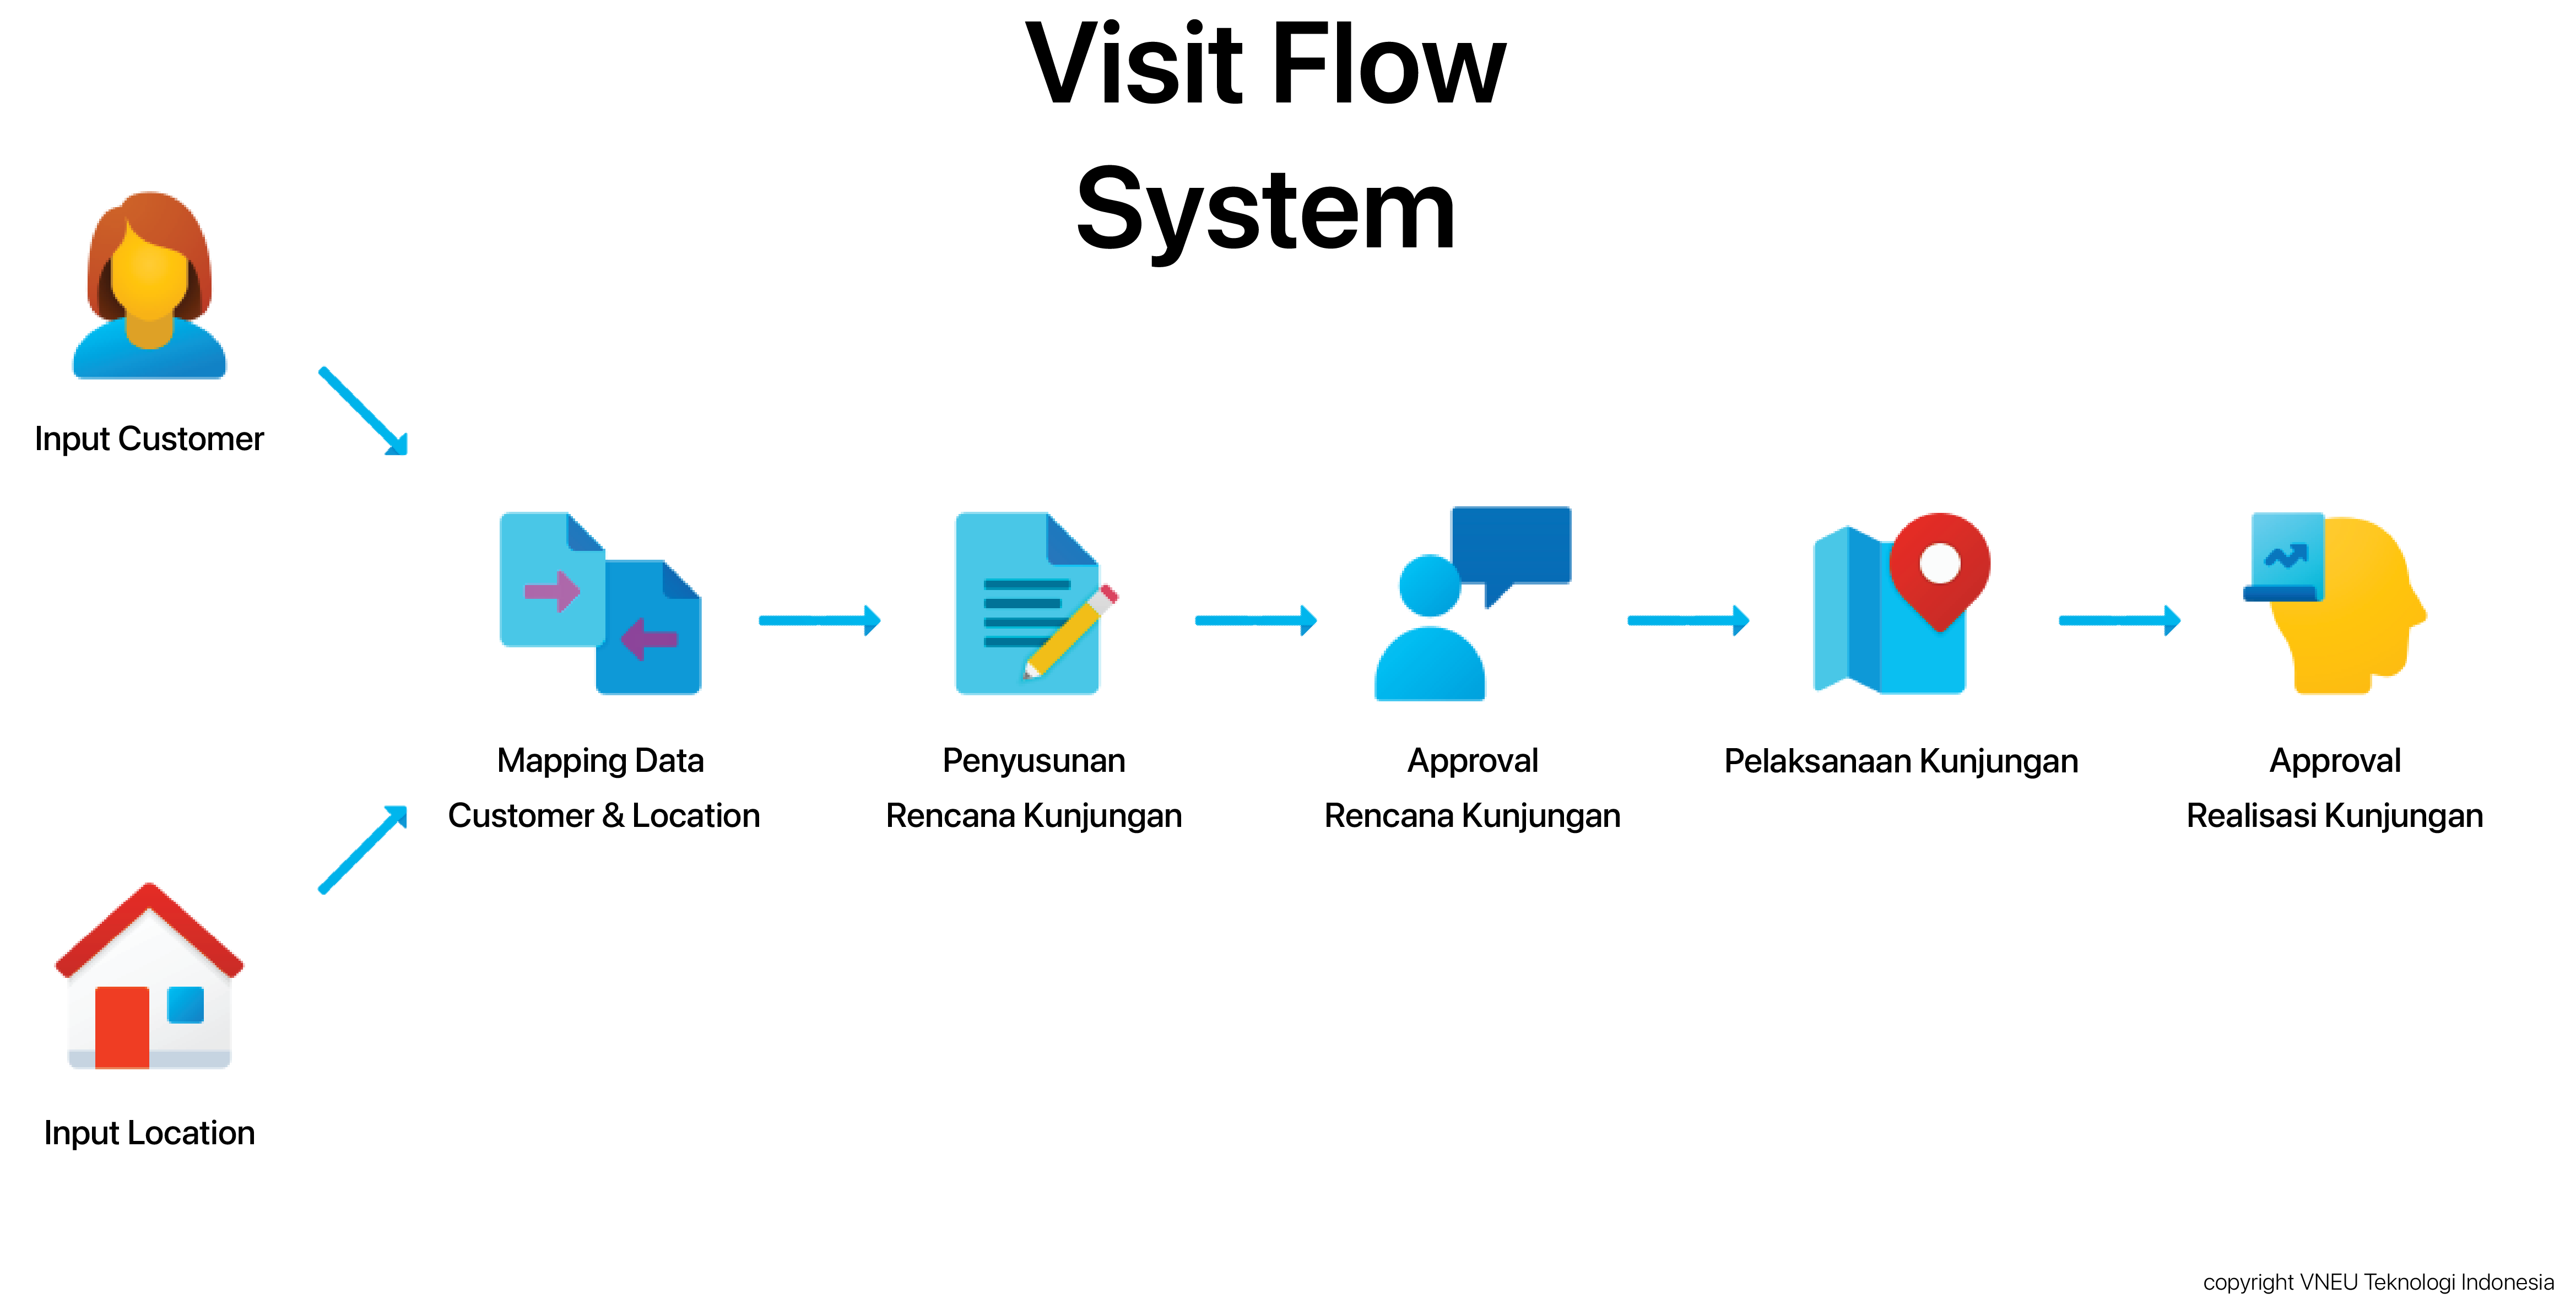 Visit Flow
System
Input Customer
Mapping Data
Customer & Location
Penyusunan
Rencana Kunjungan
Approval
Rencana Kunjungan
Pelaksanaan Kunjungan
Approval
Realisasi Kunjungan
Input Location
copyright VNEU Teknologi Indonesia